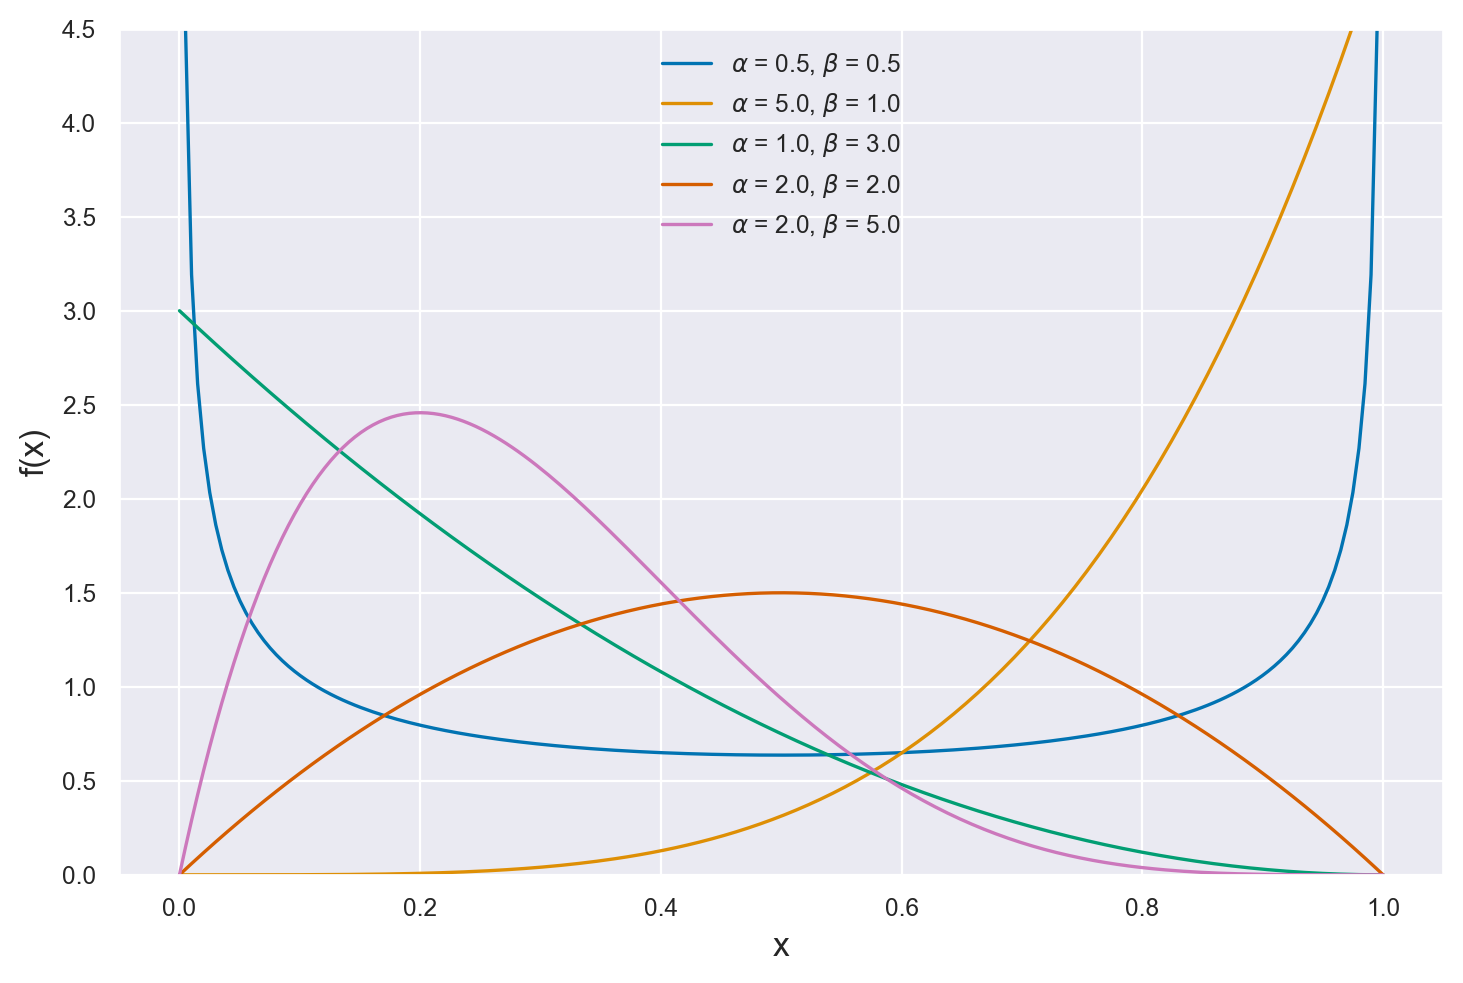 α = 0.5, β = 0.5
α = 5.0, β = 1.0
α = 1.0, β = 3.0
α = 2.0, β = 2.0
α = 2.0, β = 5.0
4.5
4.0
3.5
3.0
2.5
2.0
1.5
1.0
0.5
0.0
f(x)
0.0 0.2 0.4 0.6 0.8 1.0
x